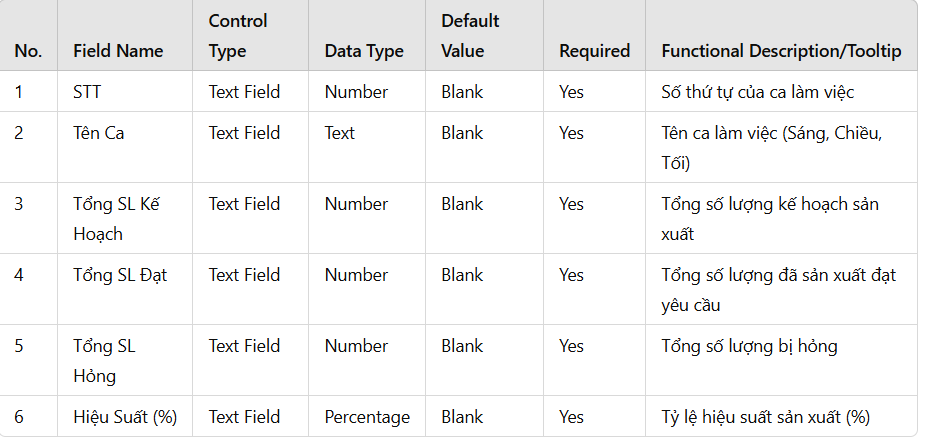 No. Field Name Control Type Data Type Default Value Required Functional Description/Tooltip
1 STT Text Field Number Blank Yes Số thứ tự của ca làm việc
2 Tên Ca Text Field Text Blank Yes Tên ca làm việc (Sáng, Chiều, Tối)
3 Tổng SL Kế Hoạch Text Field Number Blank Yes Tổng số lượng kế hoạch sản xuất
4 Tổng SL Đạt Text Field Number Blank Yes Tổng số lượng đã sản xuất đạt yêu cầu
5 Tổng SL Hỏng Text Field Number Blank Yes Tổng số lượng bị hỏng
6 Hiệu Suất (%) Text Field Percentage Blank Yes Tỷ lệ hiệu suất sản xuất (%)